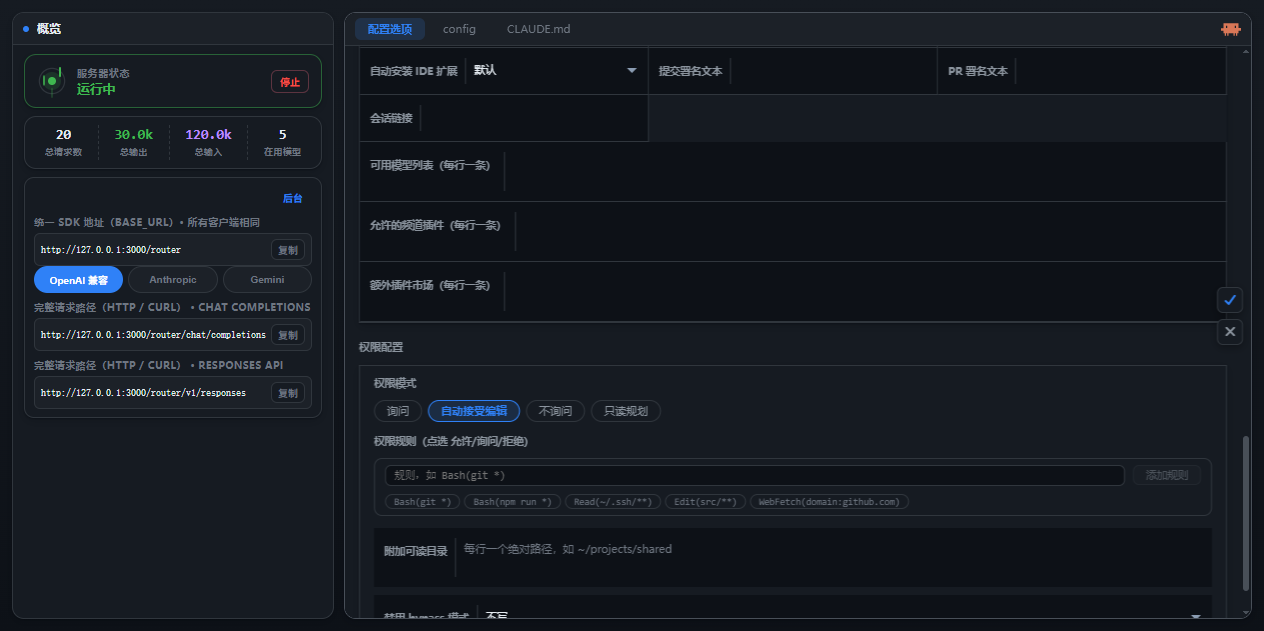 概览
服务器状态
运行中
停止
20 30.0k 120.0k 5
总请求数 总输出 总输入 在用模型
后台
统一 SDK 地址（BASE_URL）• 所有客户端相同
http://127.0.0.1:3000/router 复制
OpenAI 兼容 Anthropic Gemini
完整请求路径（HTTP / CURL） • CHAT COMPLETIONS
http://127.0.0.1:3000/router/chat/completions 复制
完整请求路径（HTTP / CURL） • RESPONSES API
http://127.0.0.1:3000/router/v1/responses 复制
配置选项 config CLAUDE.md
自动安装 IDE 扩展 默认 提交署名文本 PR 署名文本
会话链接
可用模型列表（每行一条）
允许的频道插件（每行一条）
额外插件市场（每行一条）
权限配置
权限模式
询问 自动接受编辑 不询问 只读规划
权限规则（点选 允许/询问/拒绝）
规则，如 Bash(git *) 添加规则
Bash(git *) Bash(npm run *) Read(~/.ssh/**) Edit(src/**) WebFetch(domain:github.com)
附加可读目录 每行一个绝对路径，如 ~/projects/shared
禁用 bypass 模式 不写